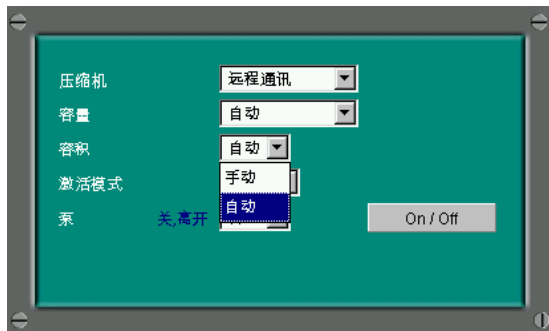 压缩机 远程通讯
容量 自动
容积 自动
手动
激活模式
自动
泵 关,离开 On / Off